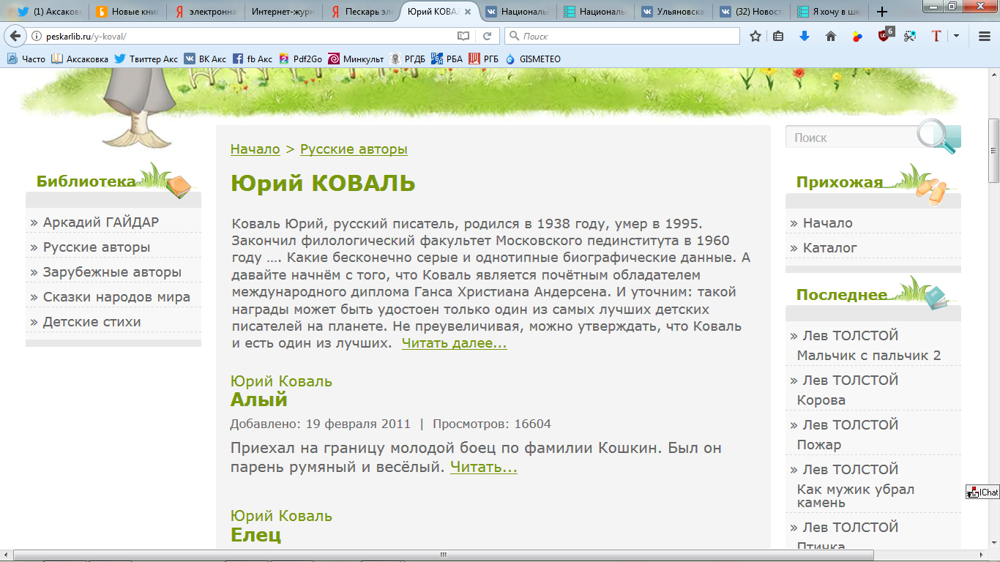 (1) Аксаков
Новые кни
электронна
Интернет-журн
Пескарь эле
Юрий КОВАЛ
Националь
Националь
Ульяновска
(32) Новост
Я хочу в шк
peskarlib.ru/y-koval/
Поиск
6
Часто
Аксаковка
Твиттер Акс
ВК Акс
fb Акс
Pdf2Go
Минкульт
РГДБ
РБА
РГБ
GISMETEO
Библиотека
» Аркадий ГАЙДАР
» Русские авторы
» Зарубежные авторы
» Сказки народов мира
» Детские стихи
Начало > Русские авторы
Юрий КОВАЛЬ
Коваль Юрий, русский писатель, родился в 1938 году, умер в 1995.
Закончил филологический факультет Московского пединститута в 1960
году .... Какие бесконечно серые и однотипные биографические данные. А
давайте начнём с того, что Коваль является почётным обладателем
международного диплома Ганса Христиана Андерсена. И уточним: такой
награды может быть удостоен только один из самых лучших детских
писателей на планете. Не преувеличивая, можно утверждать, что Коваль
и есть один из лучших. Читать далее...
Юрий Коваль
Алый
Добавлено: 19 февраля 2011 | Просмотров: 16604
Приехал на границу молодой боец по фамилии Кошкин. Был он
парень румяный и весёлый. Читать...
Юрий Коваль
Елец
Поиск
Прихожая
» Начало
» Каталог
Последнее
» Лев ТОЛСТОЙ
Мальчик с пальчик 2
» Лев ТОЛСТОЙ
Корова
» Лев ТОЛСТОЙ
Пожар
» Лев ТОЛСТОЙ
Как мужик убрал
камень
» Лев ТОЛСТОЙ
Птичка
IChat